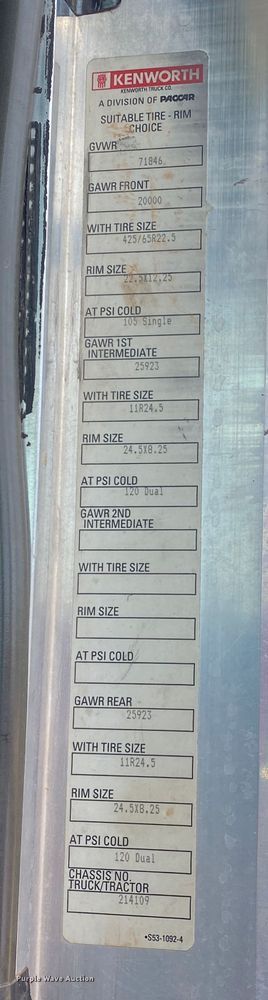 KENWORTH
KENWORTH TRUCK CO.
A DIVISION OF PACCAR
SUITABLE TIRE - RIM
CHOICE
GVWR
71846
GAWR FRONT
20000
WITH TIRE SIZE
425/65R22.5
RIM SIZE
22.5X12.25
AT PSI COLD
105 Single
GAWR 1ST
INTERMEDIATE
25923
WITH TIRE SIZE
11R24.5
RIM SIZE
24.5X8.25
AT PSI COLD
120 Dual
GAWR 2ND
INTERMEDIATE
WITH TIRE SIZE
RIM SIZE
AT PSI COLD
GAWR REAR
25923
WITH TIRE SIZE
11R24.5
RIM SIZE
24.5X8.25
AT PSI COLD
120 Dual
CHASSIS NO.
TRUCK/TRACTOR
214109
•S53-1092-4
Purple Wave Auction